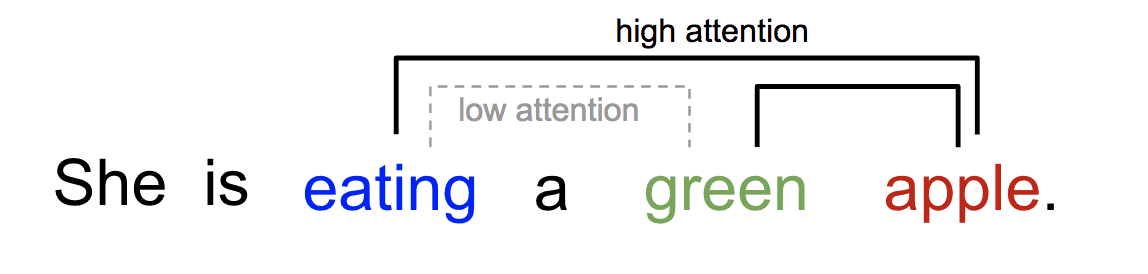 high attention
low attention
She is eating a green apple.